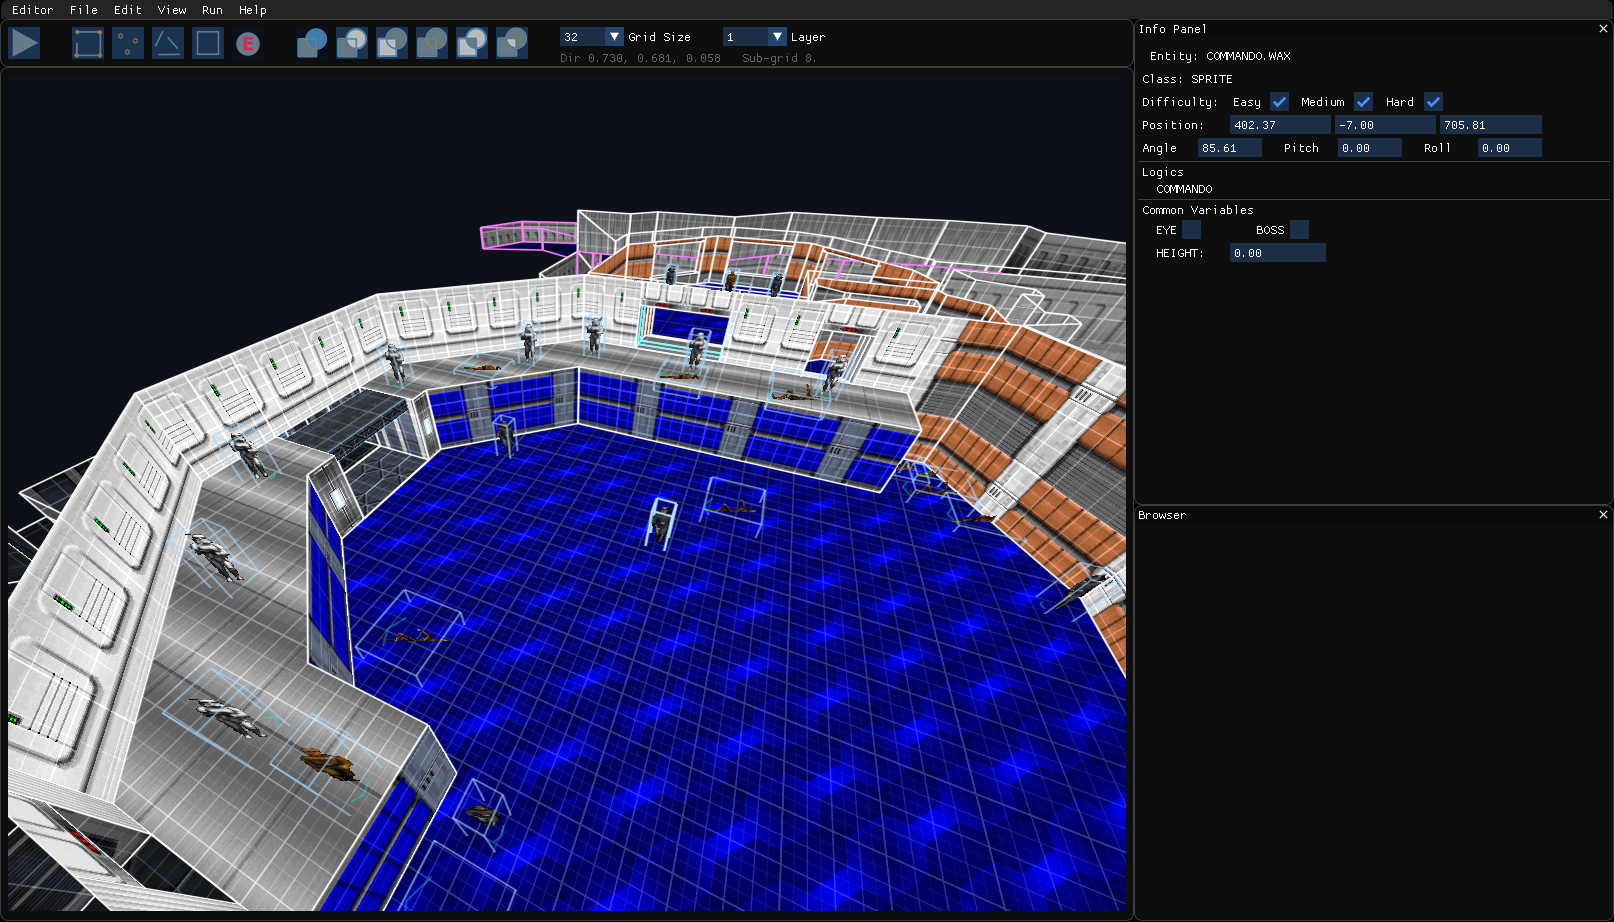 Editor File Edit View Run Help
E
32 Grid Size 1 Layer
Dir 0.730, 0.681, 0.058 Sub-grid 8.
Info Panel
Entity: COMMANDO.WAX
Class: SPRITE
Difficulty: Easy Medium Hard
Position: 402.37 -7.00 705.81
Angle 85.61 Pitch 0.00 Roll 0.00
Logics
COMMANDO
Common Variables
EYE BOSS
HEIGHT: 0.00
Browser